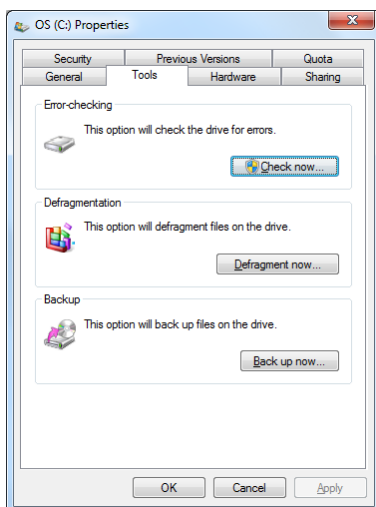 OS (C:) Properties
Security Previous Versions Quota
General Tools Hardware Sharing
Error-checking
This option will check the drive for errors.
Check now...
Defragmentation
This option will defragment files on the drive.
Defragment now...
Backup
This option will back up files on the drive.
Back up now...
OK Cancel Apply